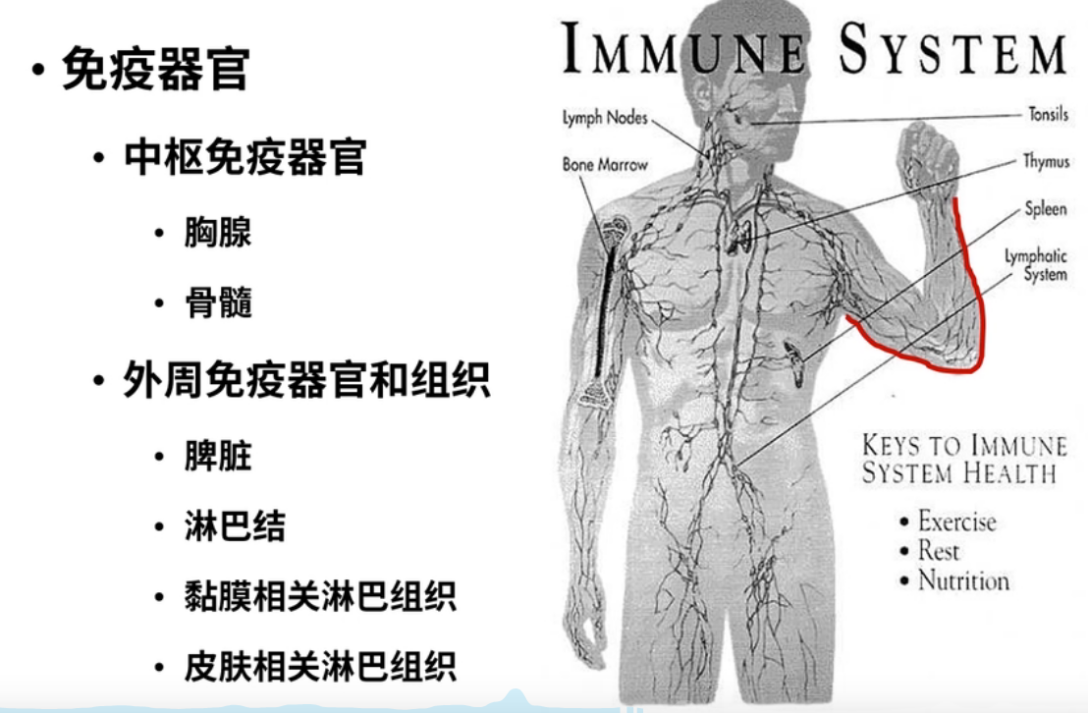 • 免疫器官
• 中枢免疫器官
• 胸腺
• 骨髓
• 外周免疫器官和组织
• 脾脏
• 淋巴结
• 黏膜相关淋巴组织
• 皮肤相关淋巴组织
IMMUNE SYSTEM
Lymph Nodes
Bone Marrow
Tonsils
Thymus
Spleen
Lymphatic
System
KEYS TO IMMUNE
SYSTEM HEALTH
• Exercise
• Rest
• Nutrition